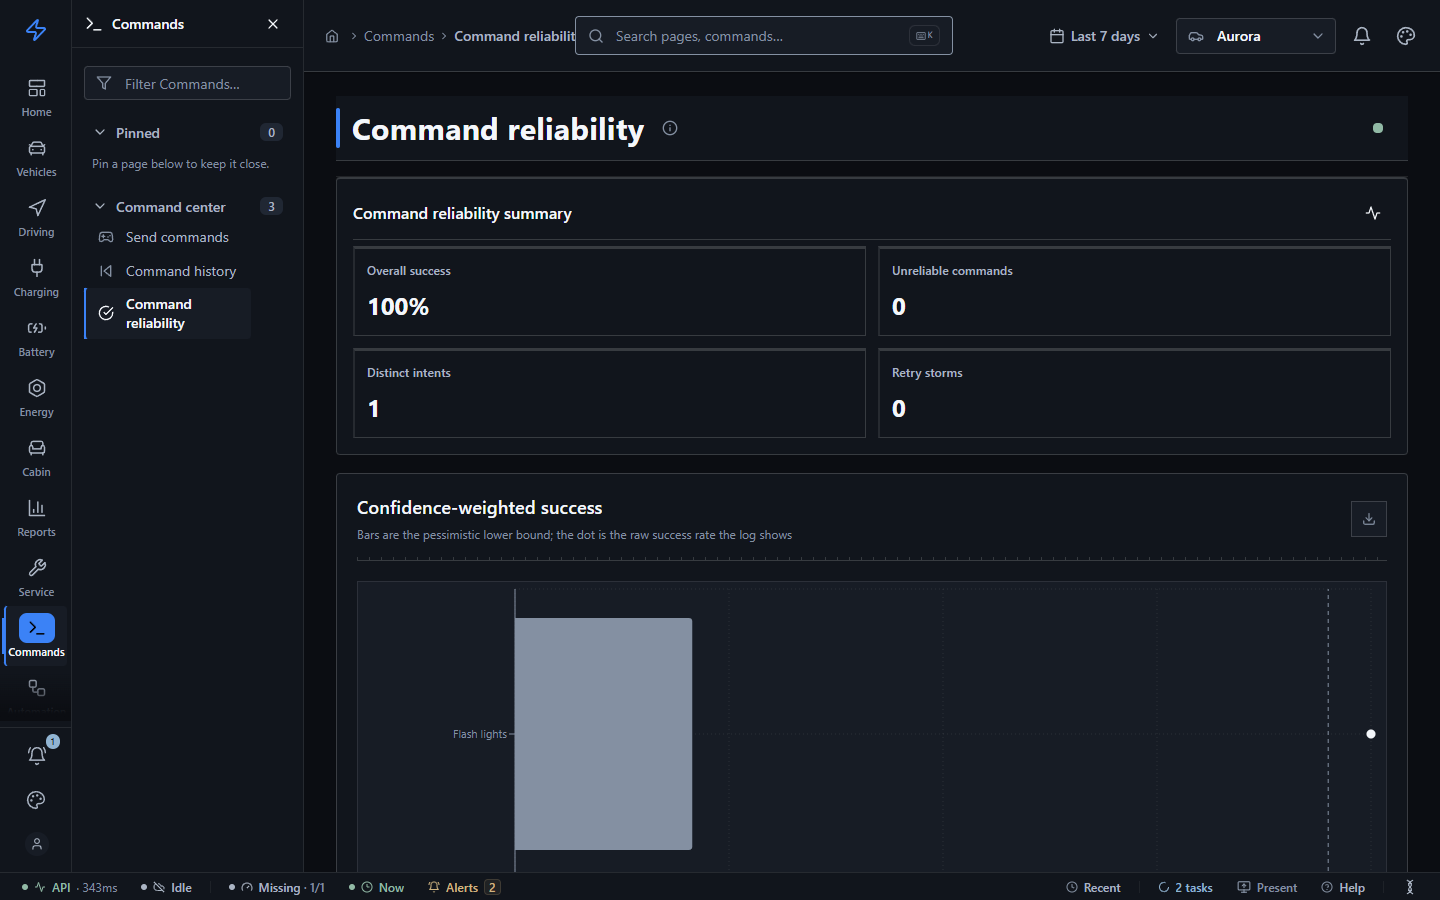 Commands
Commands
Command reliabilit
Search pages, commands...
K
Last 7 days
Aurora
Filter Commands...
Pinned
0
Pin a page below to keep it close.
Command center
3
Send commands
Command history
Command
reliability
Home
Vehicles
Driving
Charging
Battery
Energy
Cabin
Reports
Service
Commands
1
Command reliability
Command reliability summary
Overall success
100%
Unreliable commands
0
Distinct intents
1
Retry storms
0
Confidence-weighted success
Bars are the pessimistic lower bound; the dot is the raw success rate the log shows
Flash lights
API · 343ms
Idle
Missing · 1/1
Now
Alerts 2
Recent
2 tasks
Present
Help